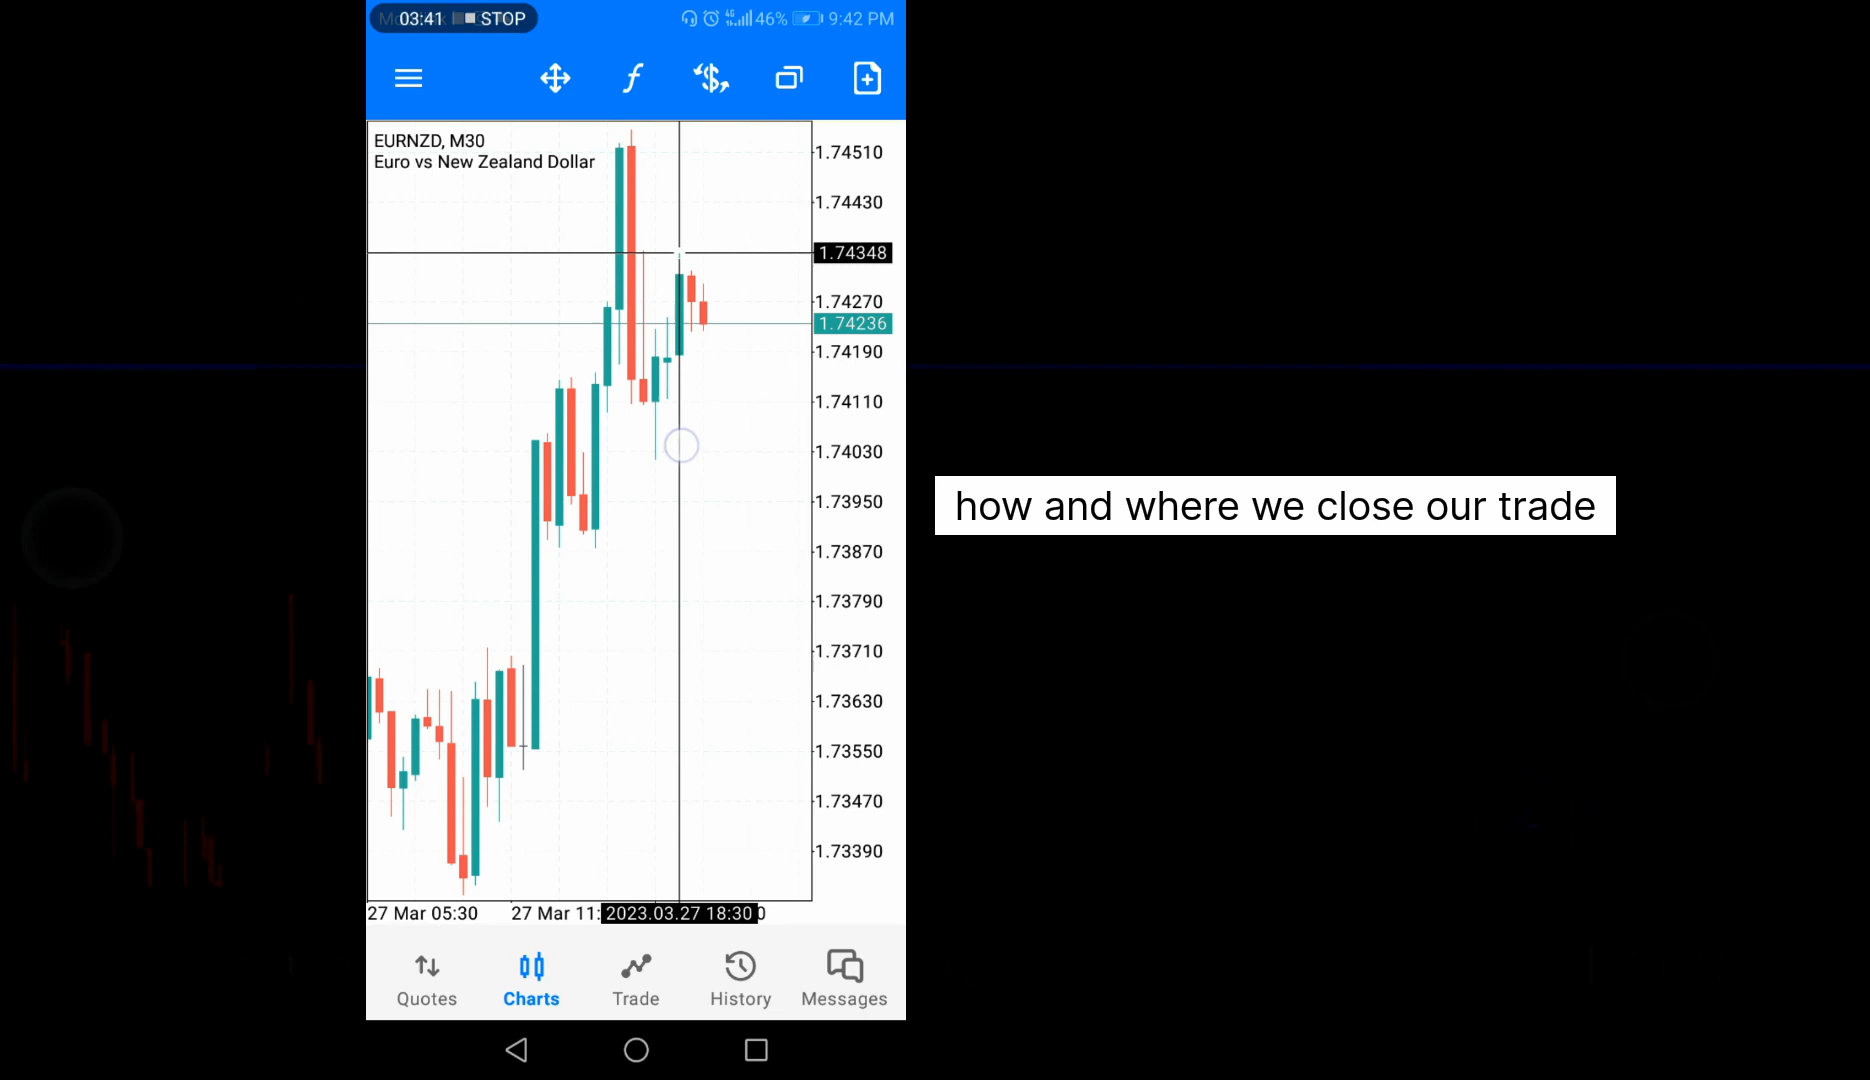 03:41 STOP
46% 9:42 PM
EURNZD, M30
Euro vs New Zealand Dollar
1.74510
1.74430
1.74348
1.74270
1.74236
1.74190
1.74110
1.74030
1.73950
1.73870
1.73790
1.73710
1.73630
1.73550
1.73470
1.73390
27 Mar 05:30 27 Mar 11: 2023.03.27 18:30 0
how and where we close our trade
Quotes Charts Trade History Messages